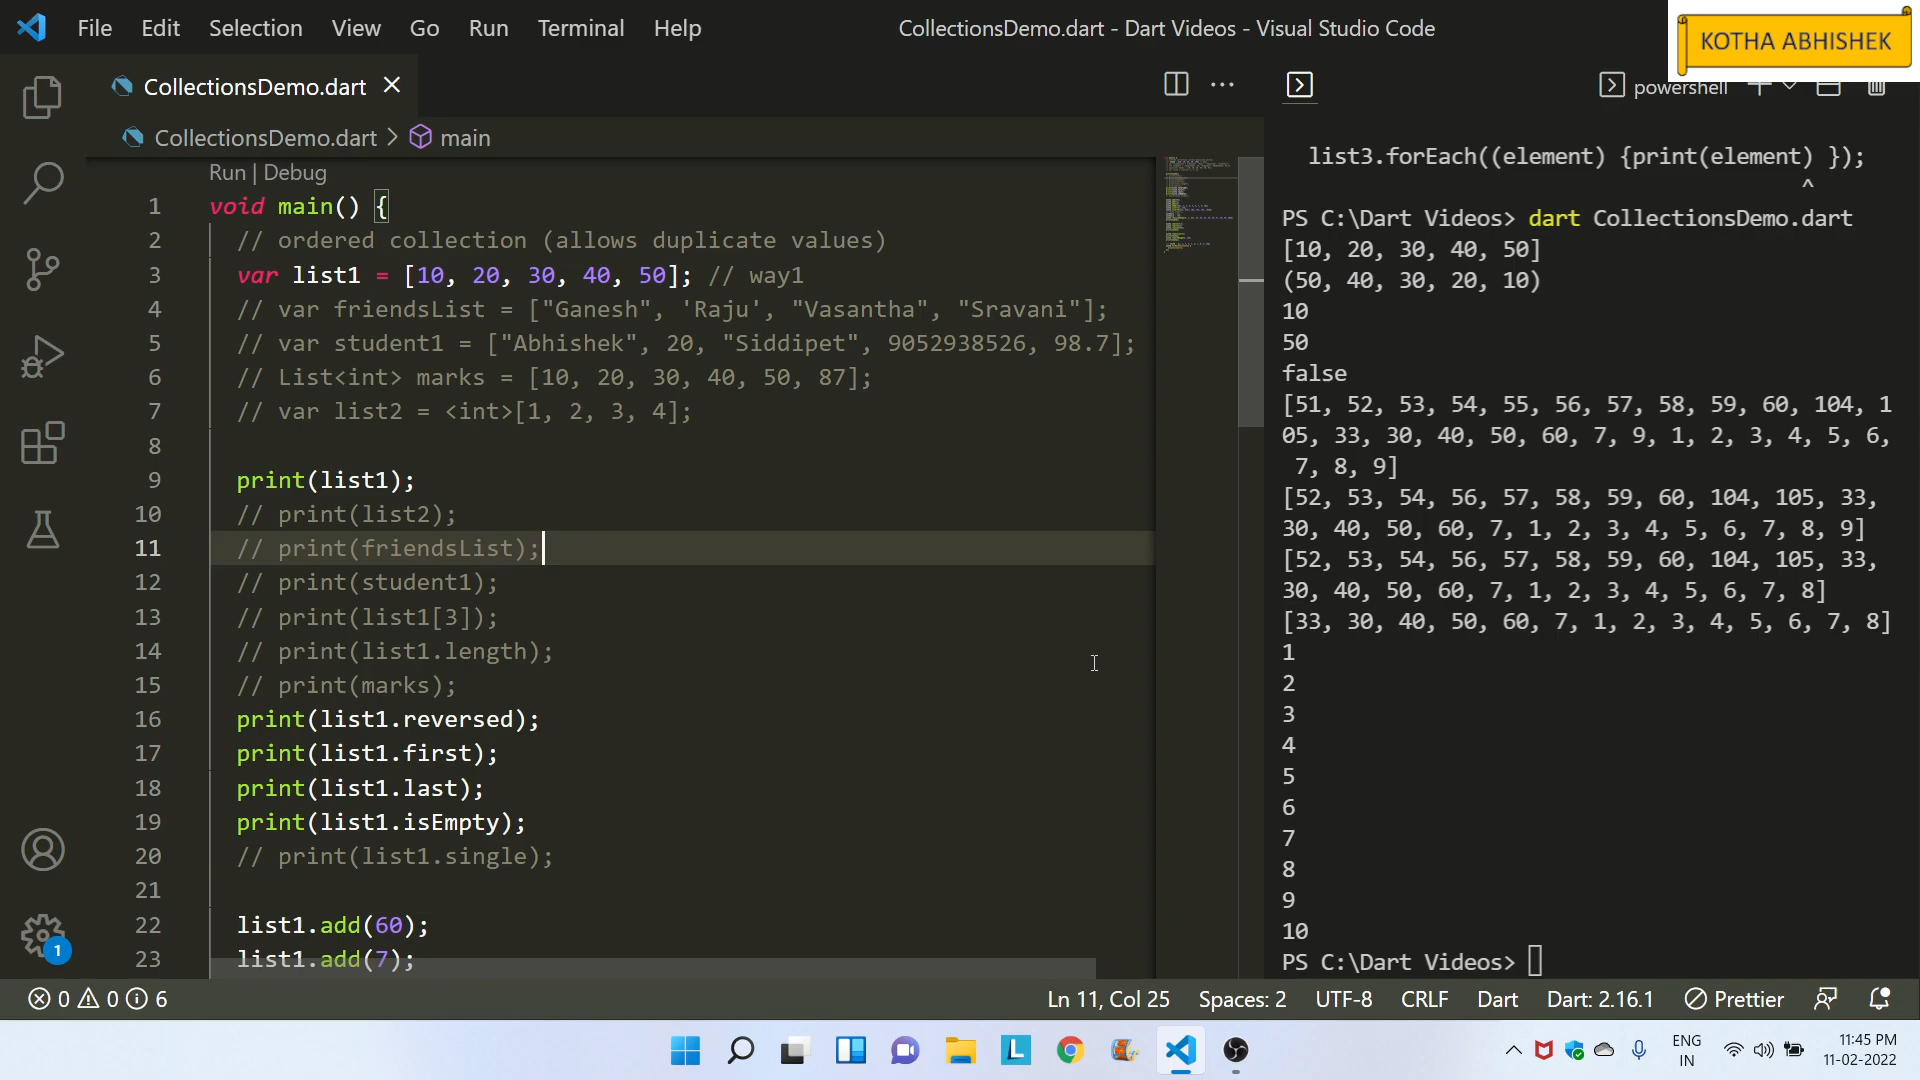 File Edit Selection View Go Run Terminal Help
CollectionsDemo.dart - Dart Videos - Visual Studio Code
KOTHA ABHISHEK
CollectionsDemo.dart
CollectionsDemo.dart > main
Run | Debug
1 void main() {
2 // ordered collection (allows duplicate values)
3 var list1 = [10, 20, 30, 40, 50]; // way1
4 // var friendsList = ["Ganesh", 'Raju', "Vasantha", "Sravani"];
5 // var student1 = ["Abhishek", 20, "Siddipet", 9052938526, 98.7];
6 // List<int> marks = [10, 20, 30, 40, 50, 87];
7 // var list2 = <int>[1, 2, 3, 4];
8
9 print(list1);
10 // print(list2);
11 // print(friendsList);
12 // print(student1);
13 // print(list1[3]);
14 // print(list1.length);
15 // print(marks);
16 print(list1.reversed);
17 print(list1.first);
18 print(list1.last);
19 print(list1.isEmpty);
20 // print(list1.single);
21
22 list1.add(60);
23 list1.add(7);
powershell
list3.forEach((element) {print(element) });
^
PS C:\Dart Videos> dart CollectionsDemo.dart
[10, 20, 30, 40, 50]
(50, 40, 30, 20, 10)
10
50
false
[51, 52, 53, 54, 55, 56, 57, 58, 59, 60, 104, 1
05, 33, 30, 40, 50, 60, 7, 9, 1, 2, 3, 4, 5, 6,
7, 8, 9]
[52, 53, 54, 56, 57, 58, 59, 60, 104, 105, 33,
30, 40, 50, 60, 7, 1, 2, 3, 4, 5, 6, 7, 8, 9]
[52, 53, 54, 56, 57, 58, 59, 60, 104, 105, 33,
30, 40, 50, 60, 7, 1, 2, 3, 4, 5, 6, 7, 8]
[33, 30, 40, 50, 60, 7, 1, 2, 3, 4, 5, 6, 7, 8]
1
2
3
4
5
6
7
8
9
10
PS C:\Dart Videos>
1
0 0 6
Ln 11, Col 25 Spaces: 2 UTF-8 CRLF Dart Dart: 2.16.1 Prettier
L
ENG
IN
11:45 PM
11-02-2022